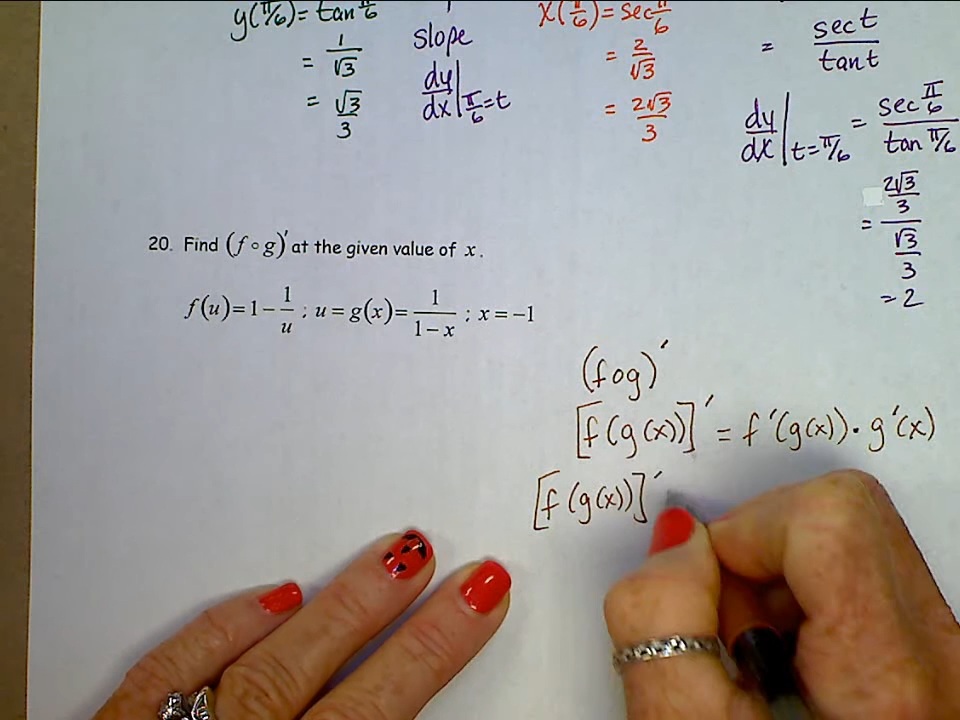 y(π/6) = tan π/6
= 1/√3
= √3/3
slope
dy/dx | π/6 = t
x(π/6) = sec π/6
= 2/√3
= 2√3/3
= sec t / tan t
dy/dx | t = π/6 = sec π/6 / tan π/6
= (2√3/3) / (√3/3)
= 2
20. Find (f∘g)′ at the given value of x.
f(u) = 1 − 1/u ; u = g(x) = 1/(1−x) ; x = −1
(fog)′
[f(g(x))]′ = f′(g(x)) • g′(x)
[f(g(x))]′